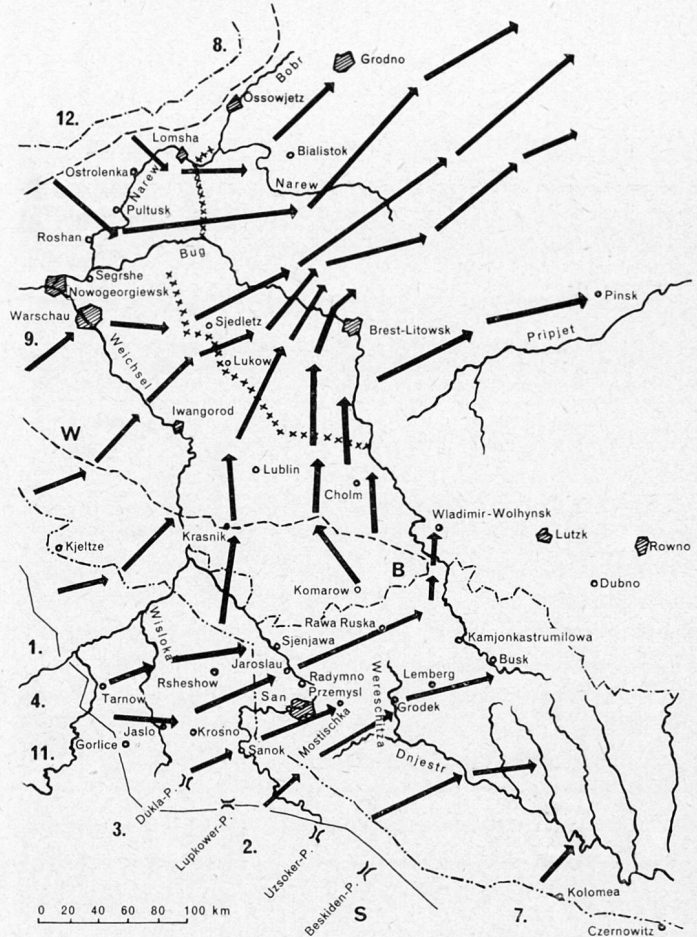 8.
Bobr
Grodno
Ossowjetz
12.
Lomsha
Bialistok
Ostrolenka
Narew
Narew
Pultusk
Roshan
Bug
Segrshe
Nowogeorgiewsk
Pinsk
Warschau
Sjedletz
Brest-Litowsk
Pripjet
9.
Weichsel
Lukow
Iwangorod
W
Lublin
Cholm
Wladimir-Wolhynsk
Krasnik
Lutzk
Rowno
Kjeltze
B
Komarow
Dubno
Rawa Ruska
1.
Wisloka
Sjenjawa
Kamjonkastrumilowa
Jaroslau
Busk
4.
Rsheshow
Radymno
Lemberg
Tarnow
San
Przemysl
Wereschitza
Grodek
Jaslo
Krosno
Mostischka
11.
Gorlice
Sanok
Dnjestr
Dukla-P.
3.
Lupkower-P.
2.
Uzsoker-P.
Beskiden-P.
Kolomea
S
7.
0 20 40 60 80 100 km
Czernowitz